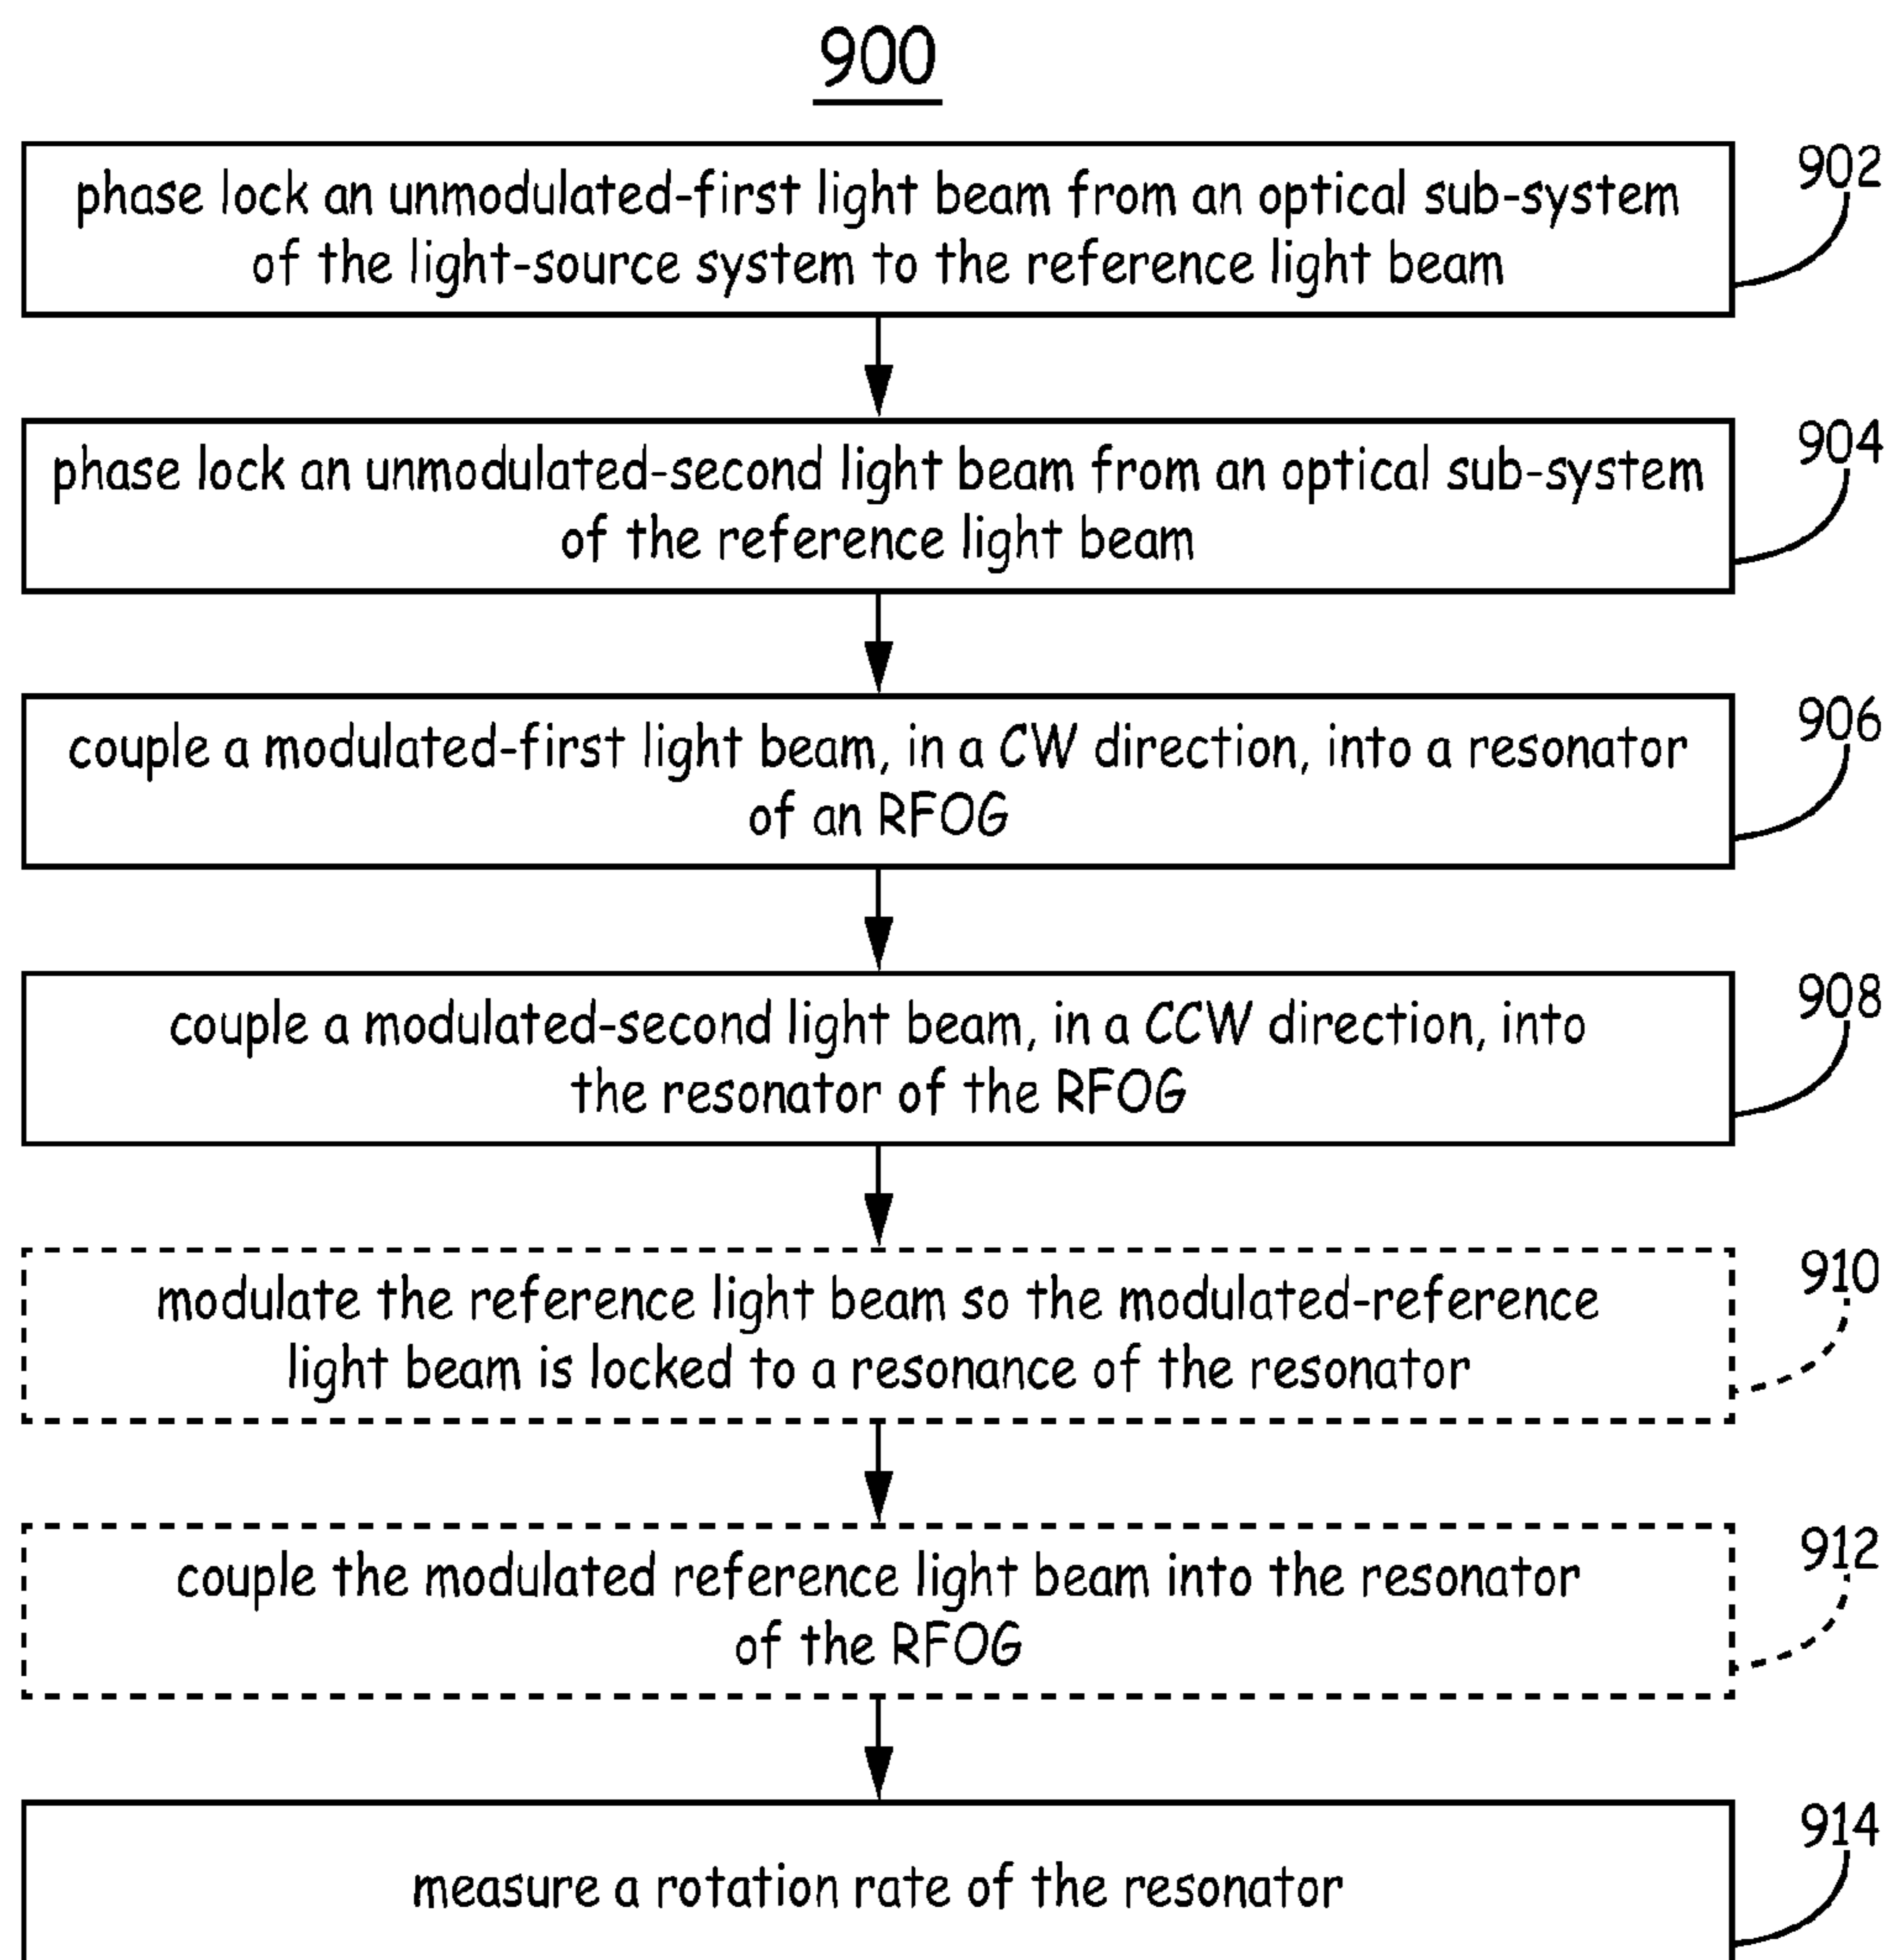 900
902
phase lock an unmodulated-first light beam from an optical sub-system
of the light-source system to the reference light beam
904
phase lock an unmodulated-second light beam from an optical sub-system
of the reference light beam
906
couple a modulated-first light beam, in a CW direction, into a resonator
of an RFOG
908
couple a modulated-second light beam, in a CCW direction, into
the resonator of the RFOG
910
modulate the reference light beam so the modulated-reference
light beam is locked to a resonance of the resonator
912
couple the modulated reference light beam into the resonator
of the RFOG
914
measure a rotation rate of the resonator